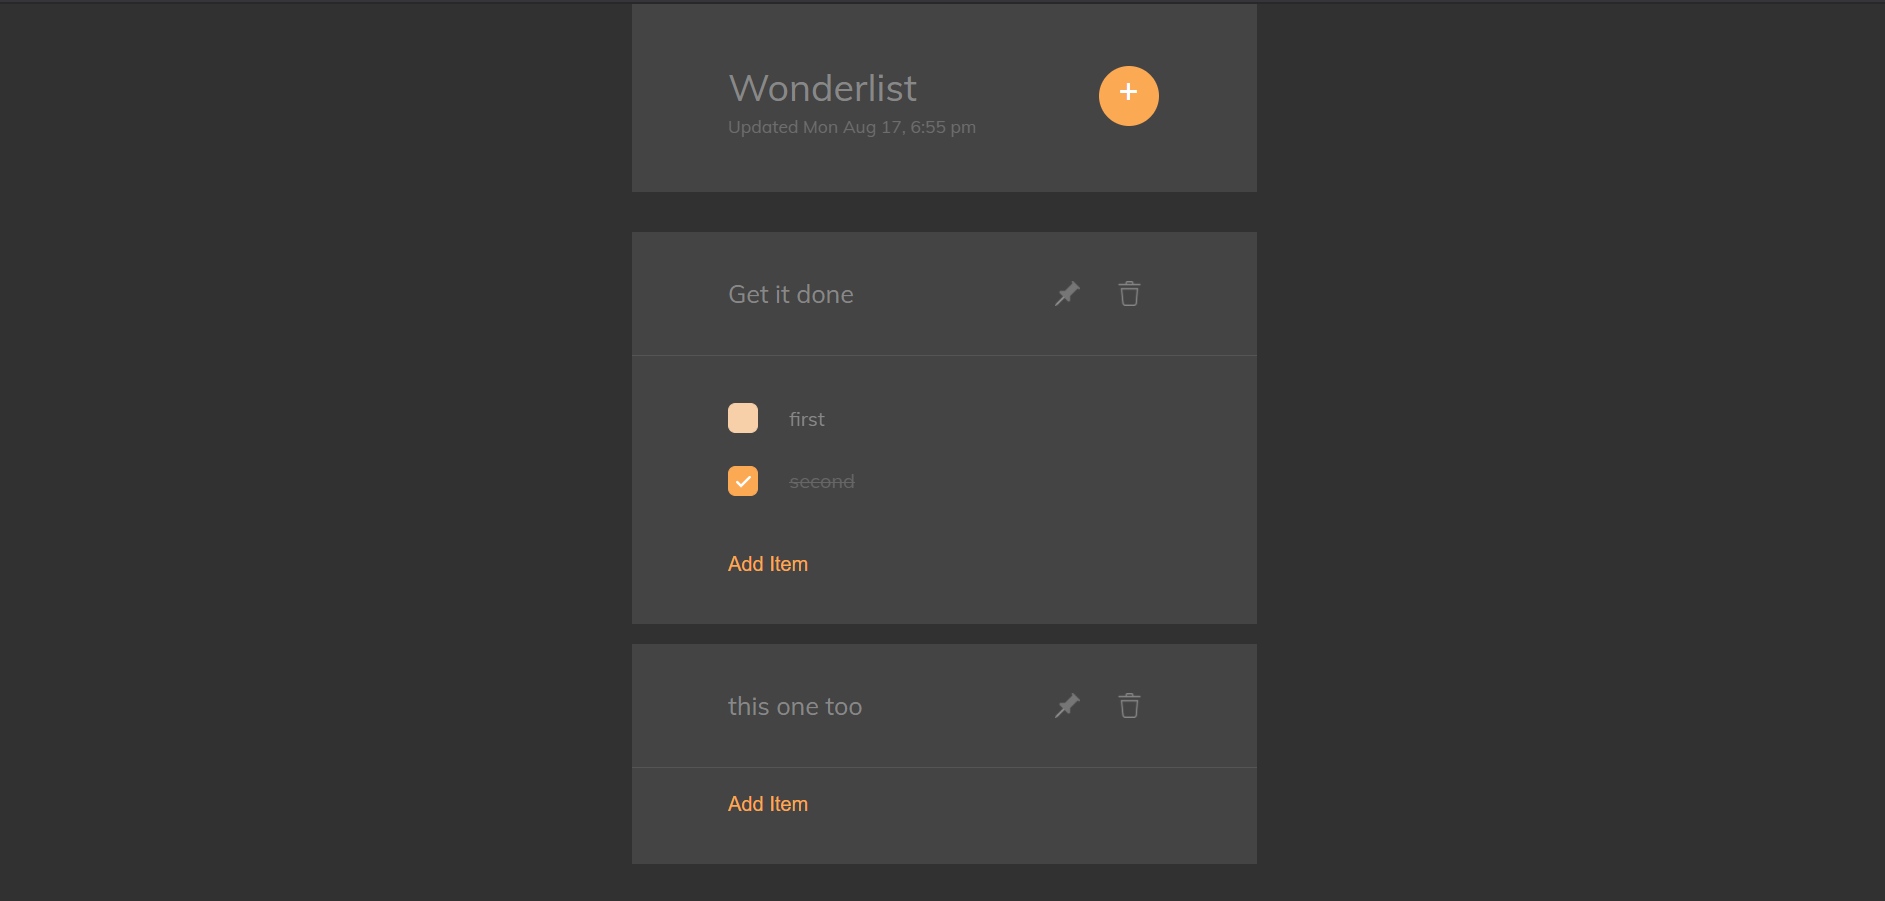 Wonderlist
Updated Mon Aug 17, 6:55 pm
Get it done
first
second
Add Item
this one too
Add Item